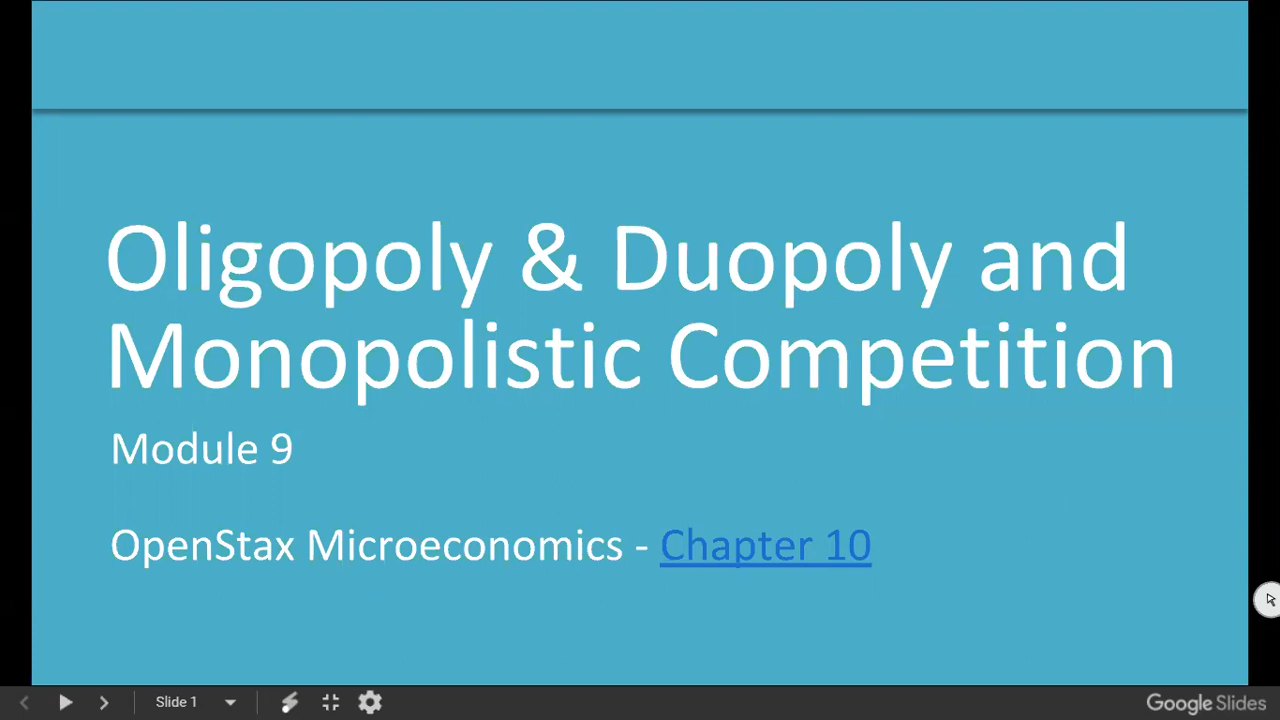 Oligopoly & Duopoly and
Monopolistic Competition
Module 9
OpenStax Microeconomics - Chapter 10
Slide 1
Google Slides